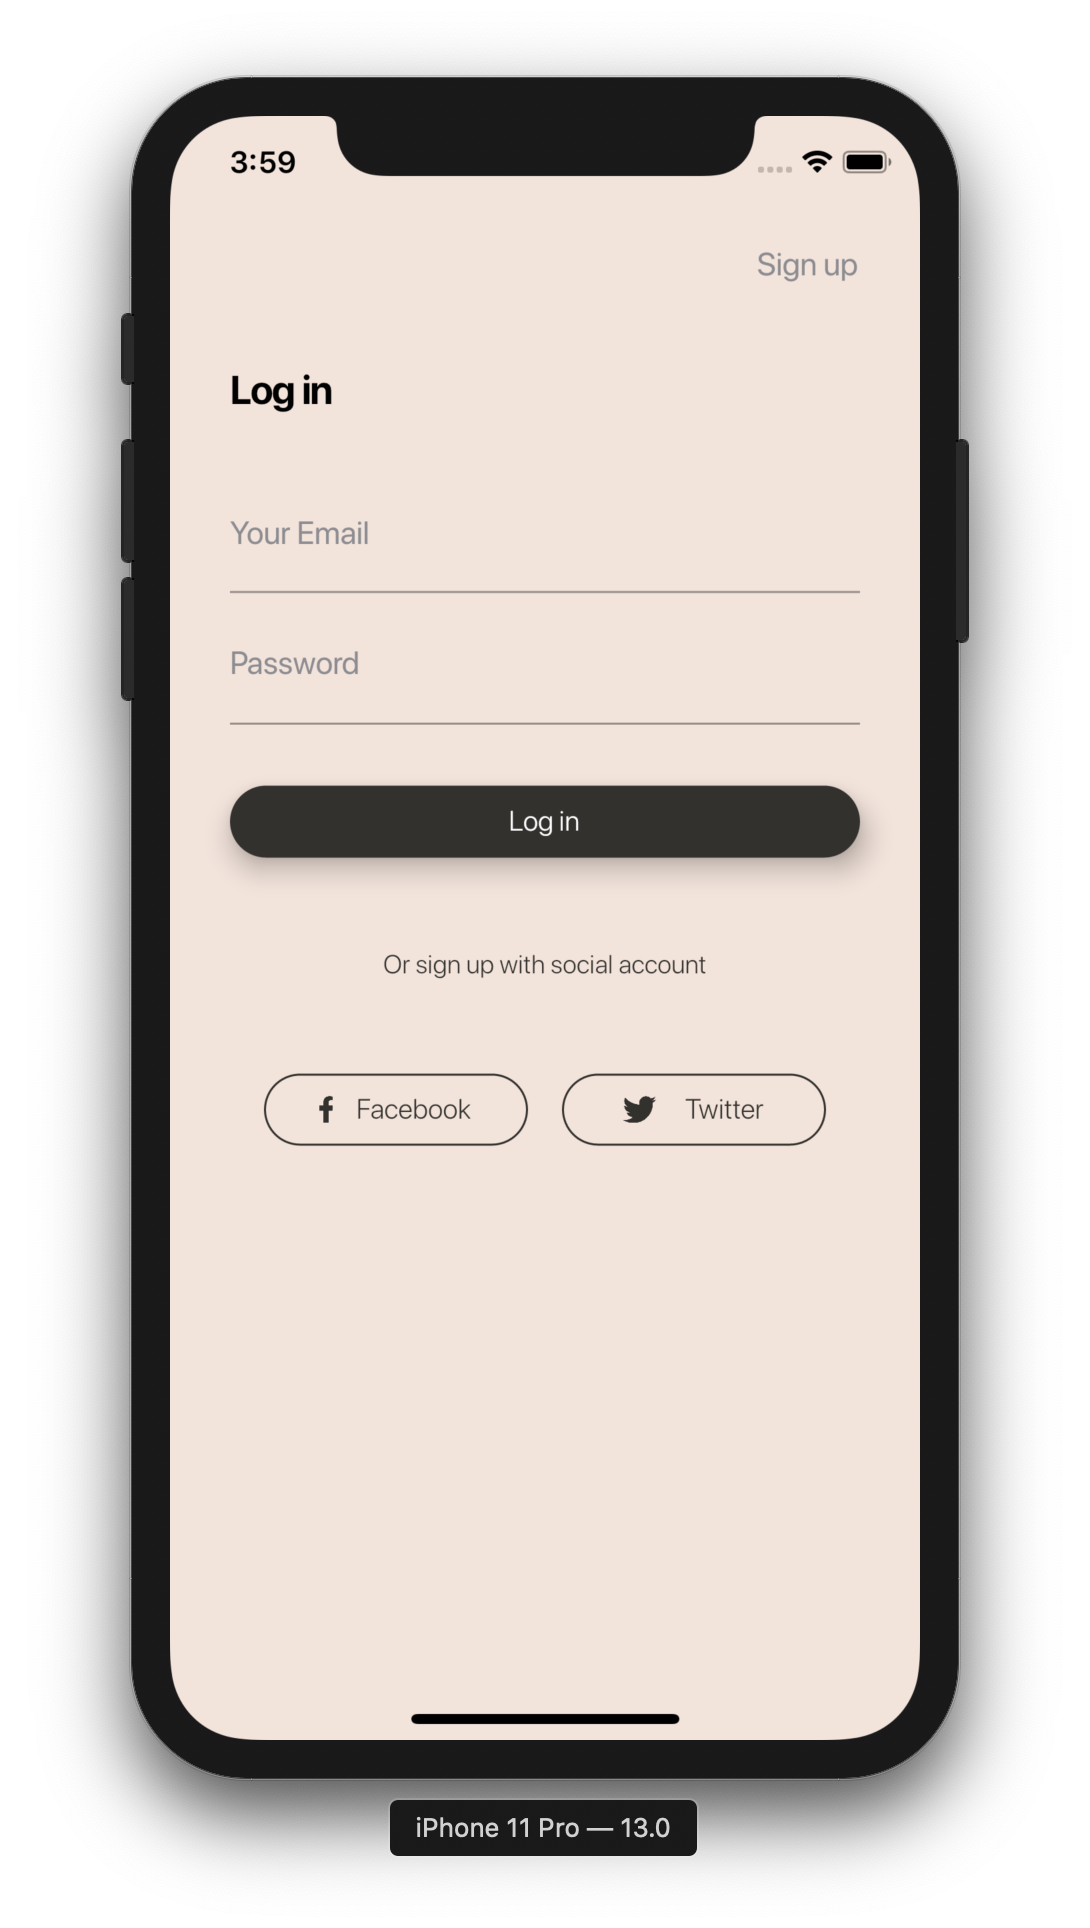 3:59
Sign up
Log in
Your Email
Password
Log in
Or sign up with social account
Facebook
Twitter
iPhone 11 Pro — 13.0